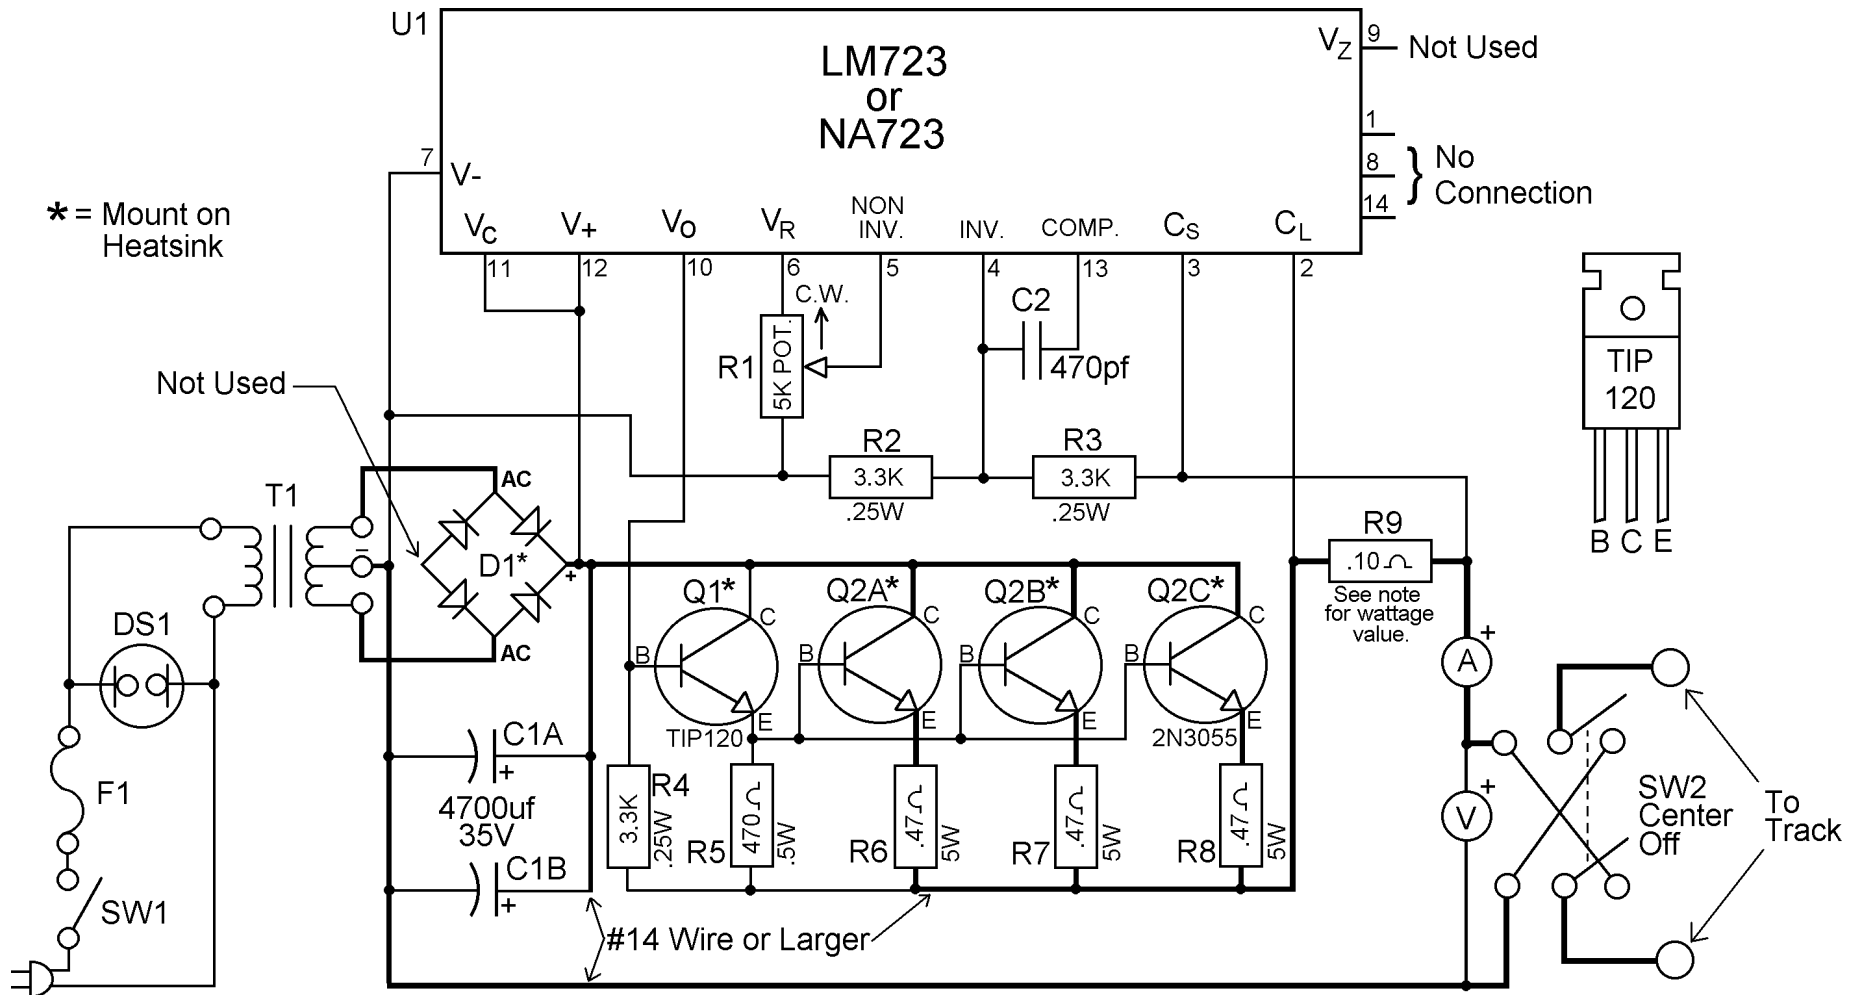 U1
LM723
or
NA723
VZ 9 Not Used
1
8
14
} No
Connection
7 V-
* = Mount on
Heatsink
VC
V+
VO
VR
NON
INV.
INV.
COMP.
CS
CL
11
12
10
6
5
4
13
3
2
C.W.
R1
5K POT.
C2
470pf
TIP
120
B C E
Not Used
R2
3.3K
.25W
R3
3.3K
.25W
T1
AC
–
D1*
+
AC
R9
.10Ω
See note
for wattage
value.
Q1*
C
B
E
TIP120
Q2A*
C
B
E
Q2B*
C
B
E
Q2C*
C
B
E
2N3055
DS1
F1
SW1
C1A
+
4700uf
35V
C1B
+
R4
3.3K
.25W
R5
470Ω
.5W
R6
.47Ω
5W
R7
.47Ω
5W
R8
.47Ω
5W
+
A
+
V
SW2
Center
Off
To
Track
#14 Wire or Larger